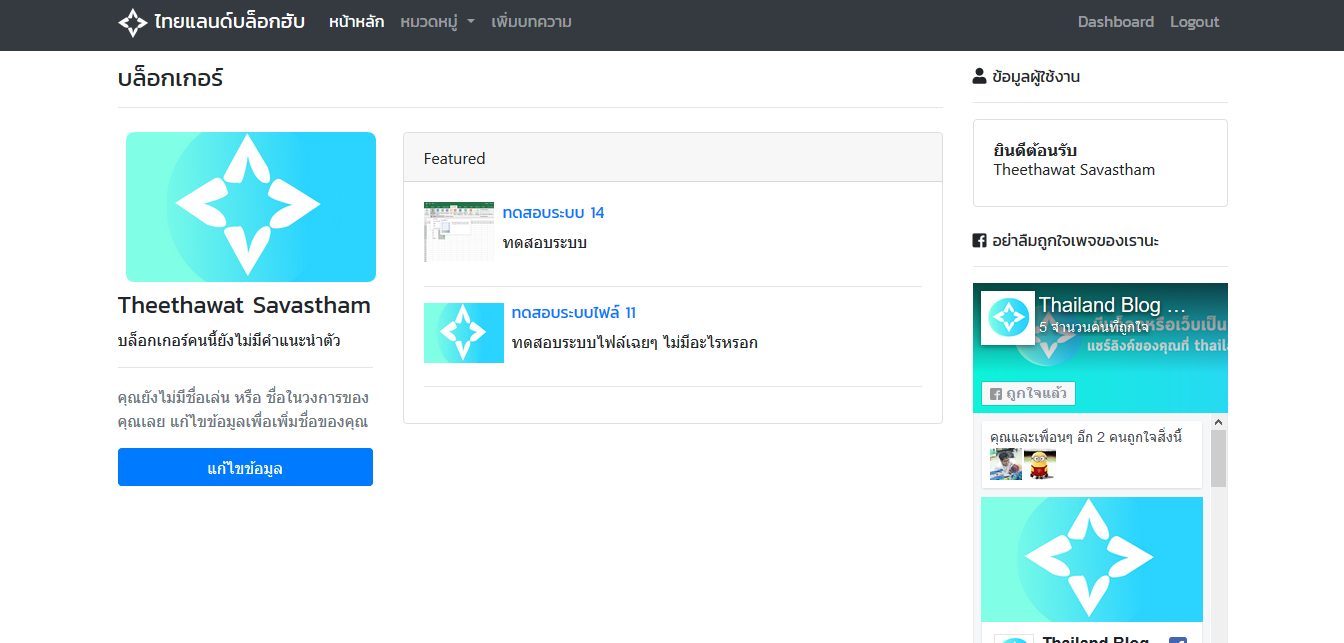 ไทยแลนด์บล็อกฮับ หน้าหลัก หมวดหมู่ เพิ่มบทความ Dashboard Logout
บล็อกเกอร์
Theethawat Savastham
บล็อกเกอร์คนนี้ยังไม่มีคำแนะนำตัว
คุณยังไม่มีชื่อเล่น หรือ ชื่อในวงการของ
คุณเลย แก้ไขข้อมูลเพื่อเพิ่มชื่อของคุณ
แก้ไขข้อมูล
Featured
ทดสอบระบบ 14
ทดสอบระบบ
ทดสอบระบบไฟล์ 11
ทดสอบระบบไฟล์เฉยๆ ไม่มีอะไรหรอก
ข้อมูลผู้ใช้งาน
ยินดีต้อนรับ
Theethawat Savastham
อย่าลืมถูกใจเพจของเรานะ
Thailand Blog ...
5 จำนวนคนที่ถูกใจ
หรือเว็บเป็น
แชร์ลิงค์ของคุณที่
ถูกใจแล้ว
คุณและเพื่อนๆ อีก 2 คนถูกใจสิ่งนี้
Thailand Blog